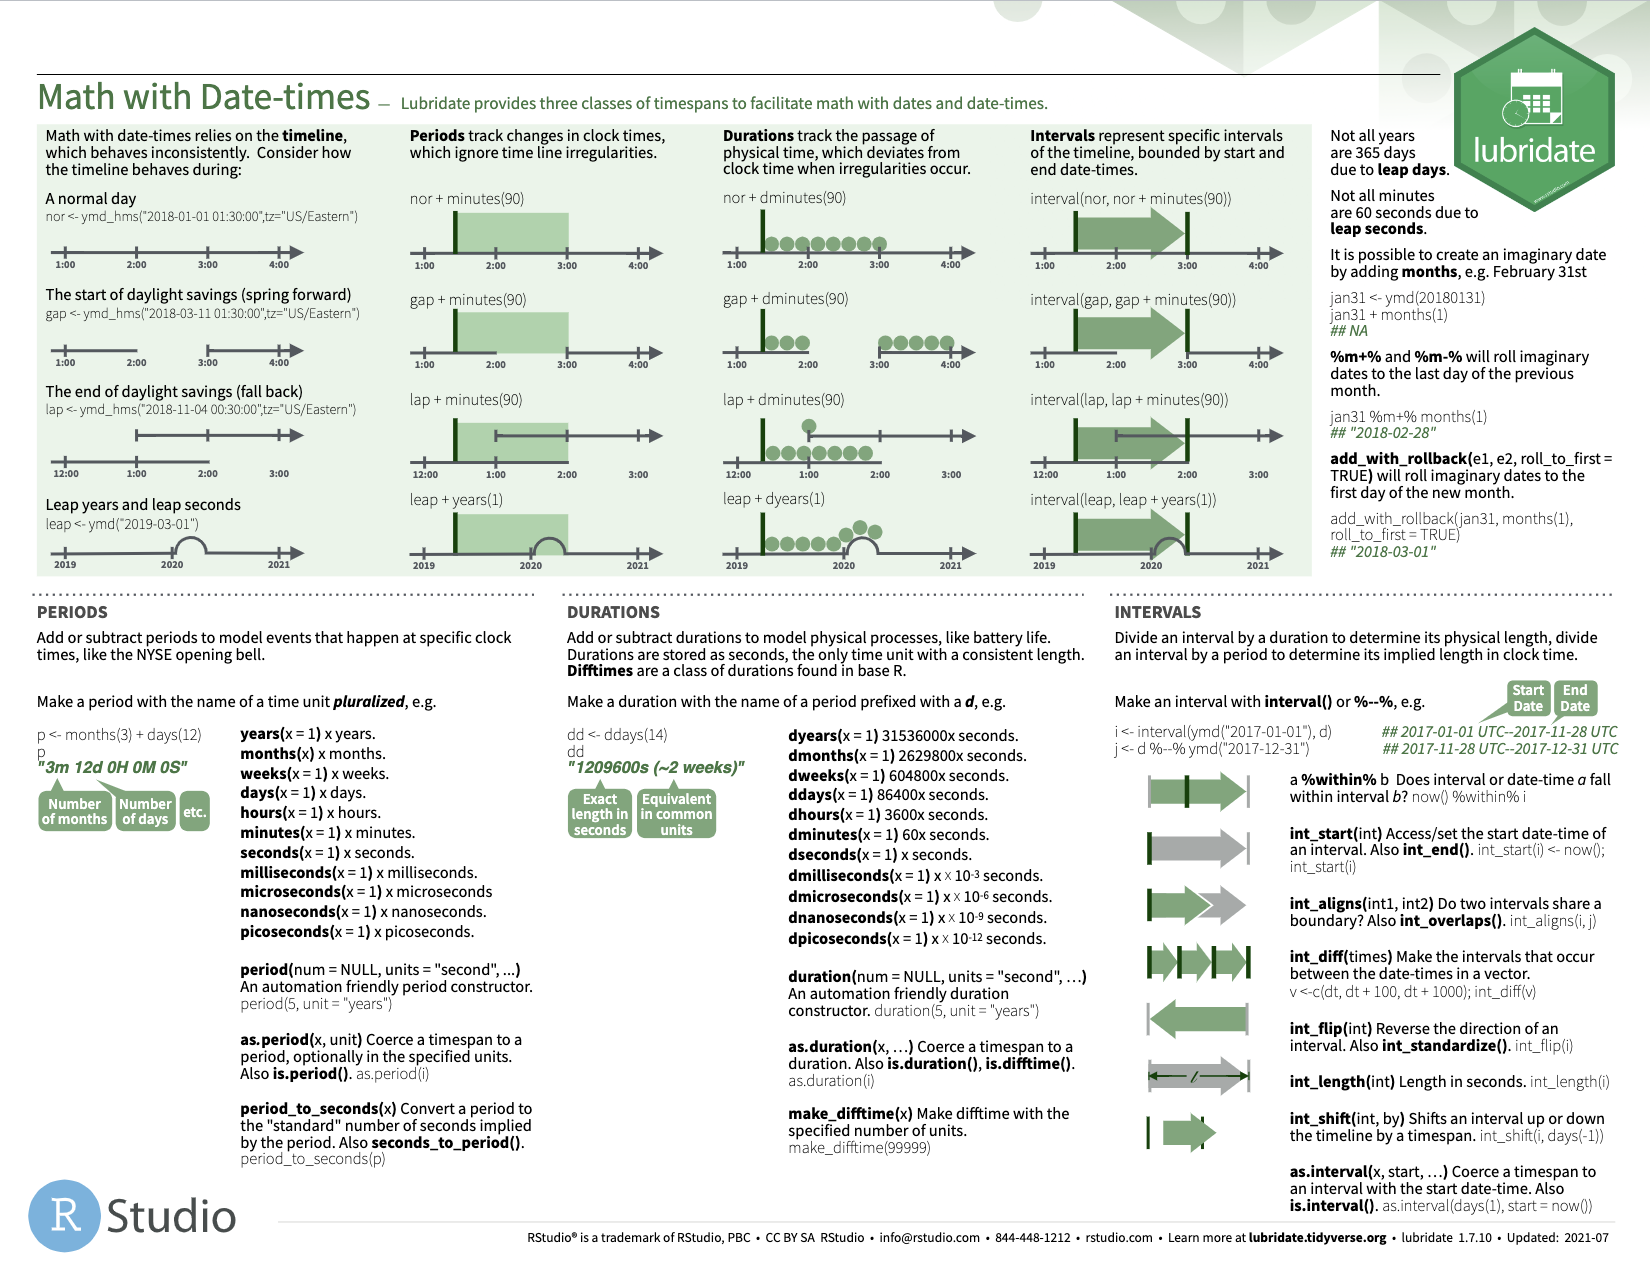 Math with Date-times – Lubridate provides three classes of timespans to facilitate math with dates and date-times.
Math with date-times relies on the timeline,
which behaves inconsistently. Consider how
the timeline behaves during:
A normal day
nor <- ymd_hms("2018-01-01 01:30:00",tz="US/Eastern")
1:00 2:00 3:00 4:00
The start of daylight savings (spring forward)
gap <- ymd_hms("2018-03-11 01:30:00",tz="US/Eastern")
1:00 2:00 3:00 4:00
The end of daylight savings (fall back)
lap <- ymd_hms("2018-11-04 00:30:00",tz="US/Eastern")
12:00 1:00 2:00 3:00
Leap years and leap seconds
leap <- ymd("2019-03-01")
2019 2020 2021
Periods track changes in clock times,
which ignore time line irregularities.
nor + minutes(90)
1:00 2:00 3:00 4:00
gap + minutes(90)
1:00 2:00 3:00 4:00
lap + minutes(90)
12:00 1:00 2:00 3:00
leap + years(1)
2019 2020 2021
Durations track the passage of
physical time, which deviates from
clock time when irregularities occur.
nor + dminutes(90)
1:00 2:00 3:00 4:00
gap + dminutes(90)
1:00 2:00 3:00 4:00
lap + dminutes(90)
12:00 1:00 2:00 3:00
leap + dyears(1)
2019 2020 2021
Intervals represent specific intervals
of the timeline, bounded by start and
end date-times.
interval(nor, nor + minutes(90))
1:00 2:00 3:00 4:00
interval(gap, gap + minutes(90))
1:00 2:00 3:00 4:00
interval(lap, lap + minutes(90))
12:00 1:00 2:00 3:00
interval(leap, leap + years(1))
2019 2020 2021
Not all years
are 365 days
due to leap days.
Not all minutes
are 60 seconds due to
leap seconds.
It is possible to create an imaginary date
by adding months, e.g. February 31st
jan31 <- ymd(20180131)
jan31 + months(1)
## NA
%m+% and %m-% will roll imaginary
dates to the last day of the previous
month.
jan31 %m+% months(1)
## "2018-02-28"
add_with_rollback(e1, e2, roll_to_first =
TRUE) will roll imaginary dates to the
first day of the new month.
add_with_rollback(jan31, months(1),
roll_to_first = TRUE)
## "2018-03-01"
lubridate
www.rstudio.com
PERIODS
Add or subtract periods to model events that happen at specific clock
times, like the NYSE opening bell.
Make a period with the name of a time unit pluralized, e.g.
p <- months(3) + days(12)
p
"3m 12d 0H 0M 0S"
Number
of months
Number
of days
etc.
years(x = 1) x years.
months(x) x months.
weeks(x = 1) x weeks.
days(x = 1) x days.
hours(x = 1) x hours.
minutes(x = 1) x minutes.
seconds(x = 1) x seconds.
milliseconds(x = 1) x milliseconds.
microseconds(x = 1) x microseconds
nanoseconds(x = 1) x nanoseconds.
picoseconds(x = 1) x picoseconds.
period(num = NULL, units = "second", ...)
An automation friendly period constructor.
period(5, unit = "years")
as.period(x, unit) Coerce a timespan to a
period, optionally in the specified units.
Also is.period(). as.period(i)
period_to_seconds(x) Convert a period to
the "standard" number of seconds implied
by the period. Also seconds_to_period().
period_to_seconds(p)
DURATIONS
Add or subtract durations to model physical processes, like battery life.
Durations are stored as seconds, the only time unit with a consistent length.
Difftimes are a class of durations found in base R.
Make a duration with the name of a period prefixed with a d, e.g.
dd <- ddays(14)
dd
"1209600s (~2 weeks)"
Exact
length in
seconds
Equivalent
in common
units
dyears(x = 1) 31536000x seconds.
dmonths(x = 1) 2629800x seconds.
dweeks(x = 1) 604800x seconds.
ddays(x = 1) 86400x seconds.
dhours(x = 1) 3600x seconds.
dminutes(x = 1) 60x seconds.
dseconds(x = 1) x seconds.
dmilliseconds(x = 1) x x 10⁻³ seconds.
dmicroseconds(x = 1) x x 10⁻⁶ seconds.
dnanoseconds(x = 1) x x 10⁻⁹ seconds.
dpicoseconds(x = 1) x x 10⁻¹² seconds.
duration(num = NULL, units = "second", …)
An automation friendly duration
constructor. duration(5, unit = "years")
as.duration(x, …) Coerce a timespan to a
duration. Also is.duration(), is.difftime().
as.duration(i)
make_difftime(x) Make difftime with the
specified number of units.
make_difftime(99999)
INTERVALS
Divide an interval by a duration to determine its physical length, divide
an interval by a period to determine its implied length in clock time.
Make an interval with interval() or %--%, e.g.
Start
Date
End
Date
i <- interval(ymd("2017-01-01"), d) ## 2017-01-01 UTC--2017-11-28 UTC
j <- d %--% ymd("2017-12-31") ## 2017-11-28 UTC--2017-12-31 UTC
a %within% b Does interval or date-time a fall
within interval b? now() %within% i
int_start(int) Access/set the start date-time of
an interval. Also int_end(). int_start(i) <- now();
int_start(i)
int_aligns(int1, int2) Do two intervals share a
boundary? Also int_overlaps(). int_aligns(i, j)
int_diff(times) Make the intervals that occur
between the date-times in a vector.
v <-c(dt, dt + 100, dt + 1000); int_diff(v)
int_flip(int) Reverse the direction of an
interval. Also int_standardize(). int_flip(i)
l
int_length(int) Length in seconds. int_length(i)
int_shift(int, by) Shifts an interval up or down
the timeline by a timespan. int_shift(i, days(-1))
as.interval(x, start, …) Coerce a timespan to
an interval with the start date-time. Also
is.interval(). as.interval(days(1), start = now())
R Studio
RStudio® is a trademark of RStudio, PBC • CC BY SA RStudio • info@rstudio.com • 844-448-1212 • rstudio.com • Learn more at lubridate.tidyverse.org • lubridate 1.7.10 • Updated: 2021-07